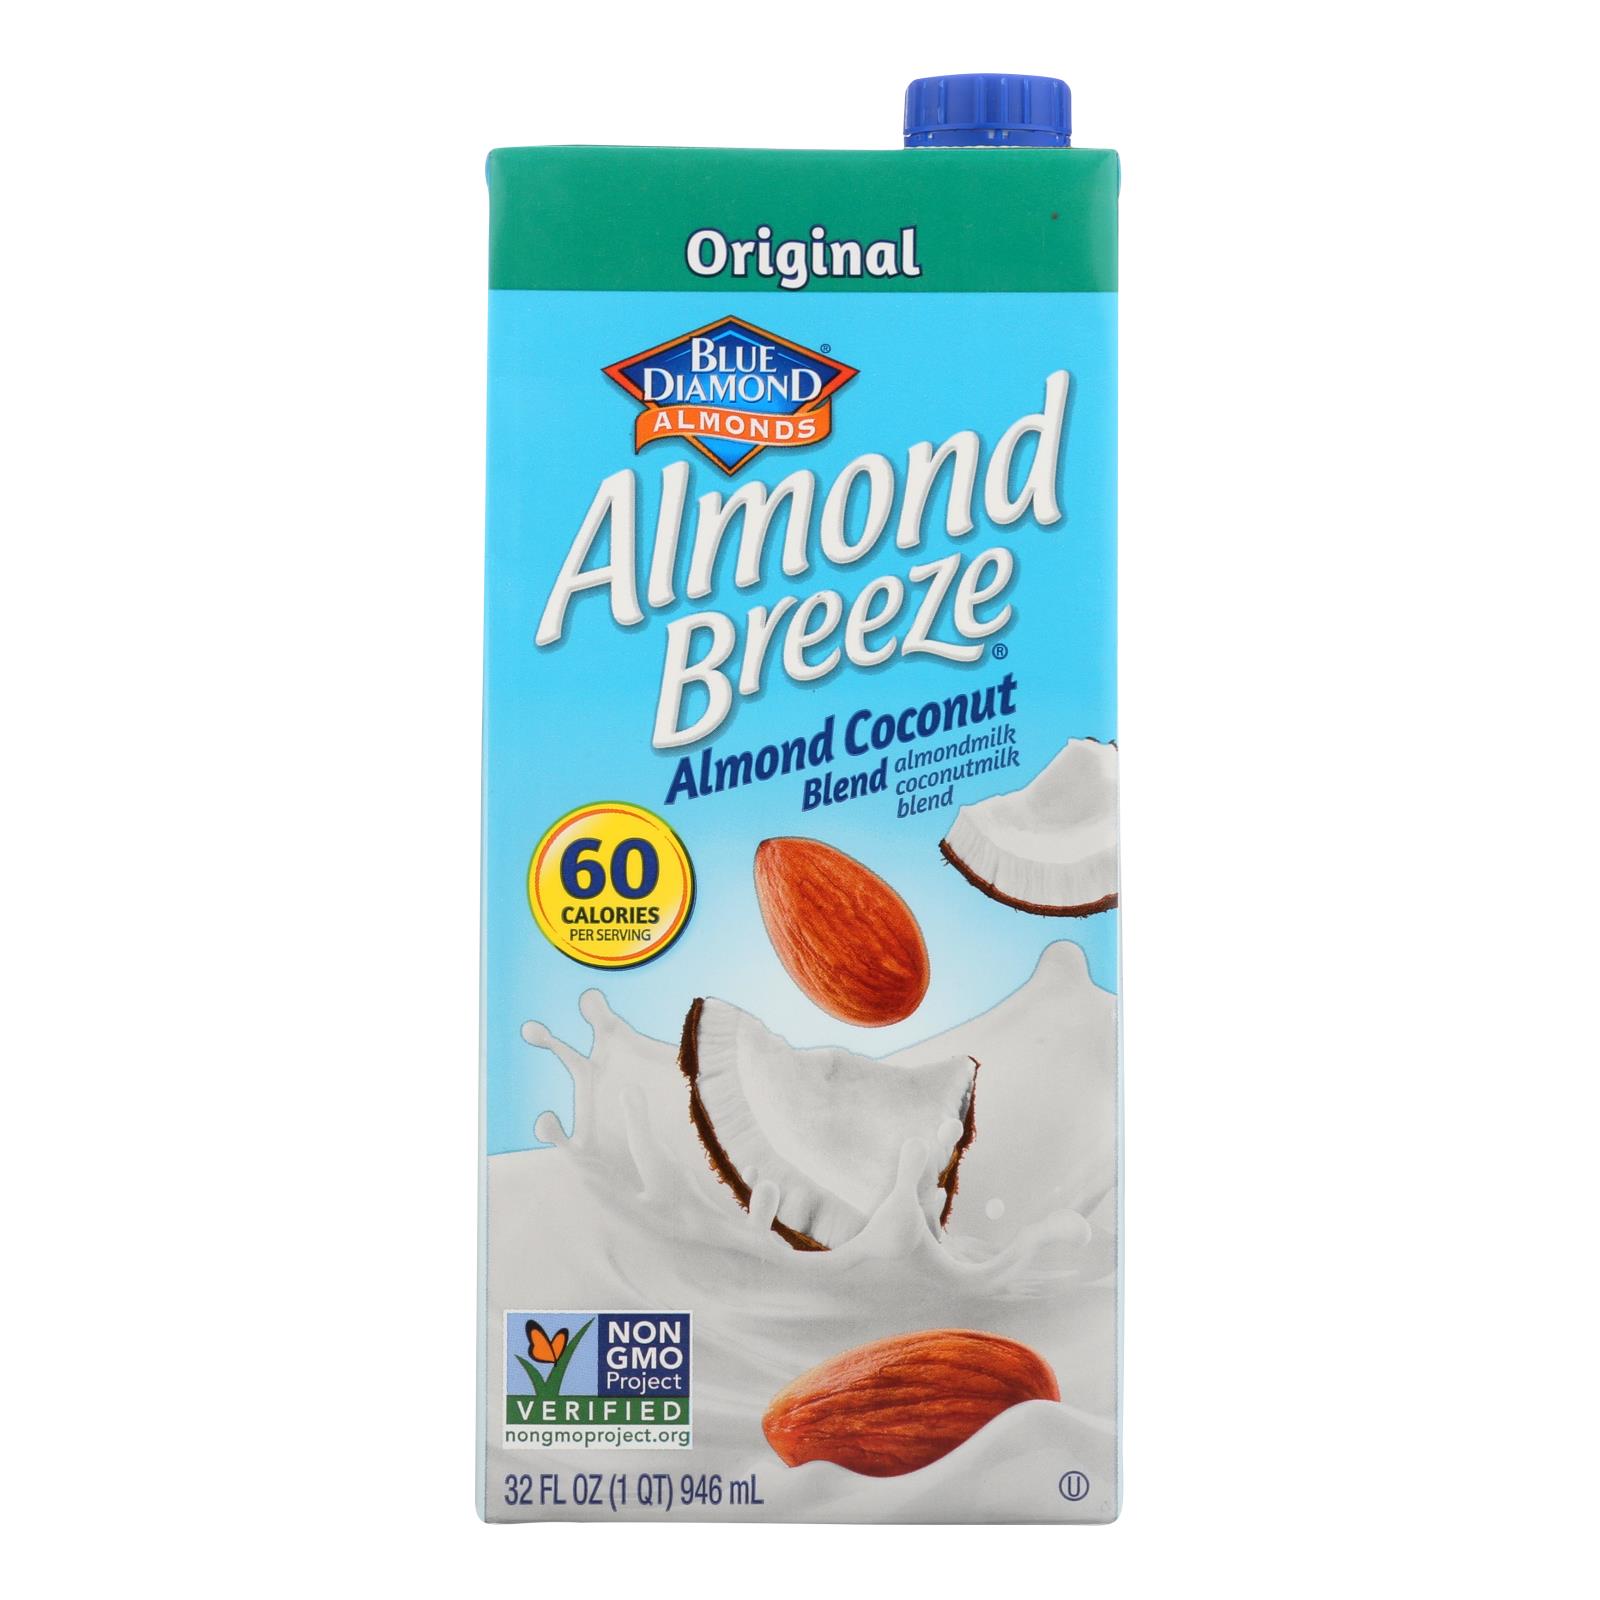 Original
BLUE
DIAMOND®
ALMONDS
Almond
Breeze®
Almond Coconut
Blend
almondmilk
coconutmilk
blend
60
CALORIES
PER SERVING
NON
GMO
Project
VERIFIED
nongmoproject.org
32 FL OZ (1 QT) 946 mL
U